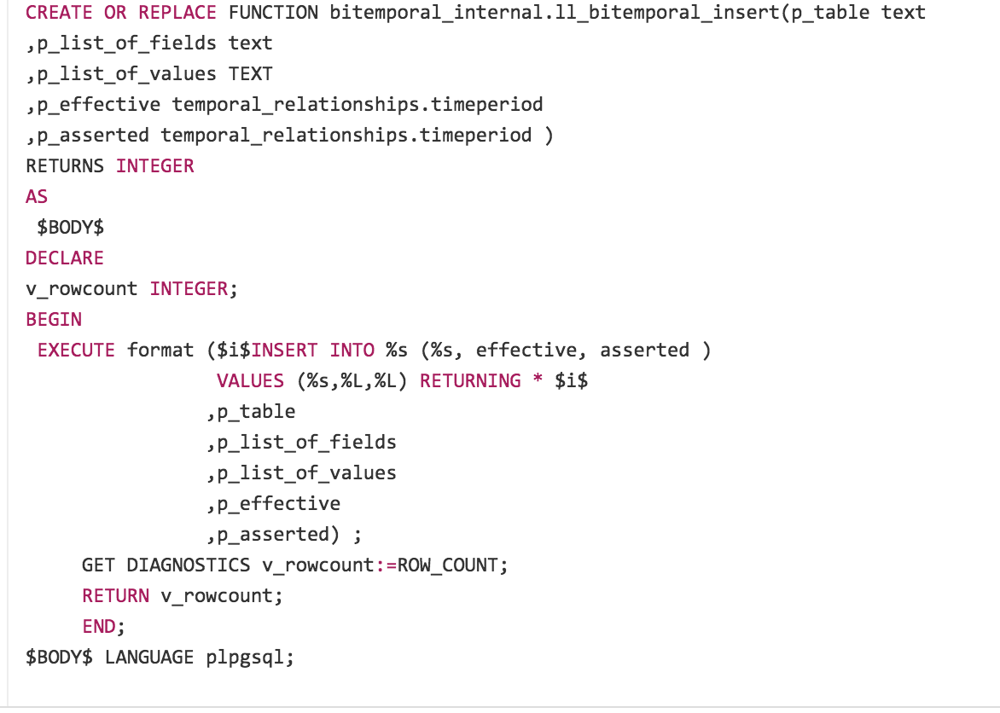 CREATE OR REPLACE FUNCTION bitemporal_internal.ll_bitemporal_insert(p_table text
,p_list_of_fields text
,p_list_of_values TEXT
,p_effective temporal_relationships.timeperiod
,p_asserted temporal_relationships.timeperiod )
RETURNS INTEGER
AS
$BODY$
DECLARE
v_rowcount INTEGER;
BEGIN
EXECUTE format ($i$INSERT INTO %s (%s, effective, asserted )
VALUES (%s,%L,%L) RETURNING * $i$
,p_table
,p_list_of_fields
,p_list_of_values
,p_effective
,p_asserted) ;
GET DIAGNOSTICS v_rowcount:=ROW_COUNT;
RETURN v_rowcount;
END;
$BODY$ LANGUAGE plpgsql;